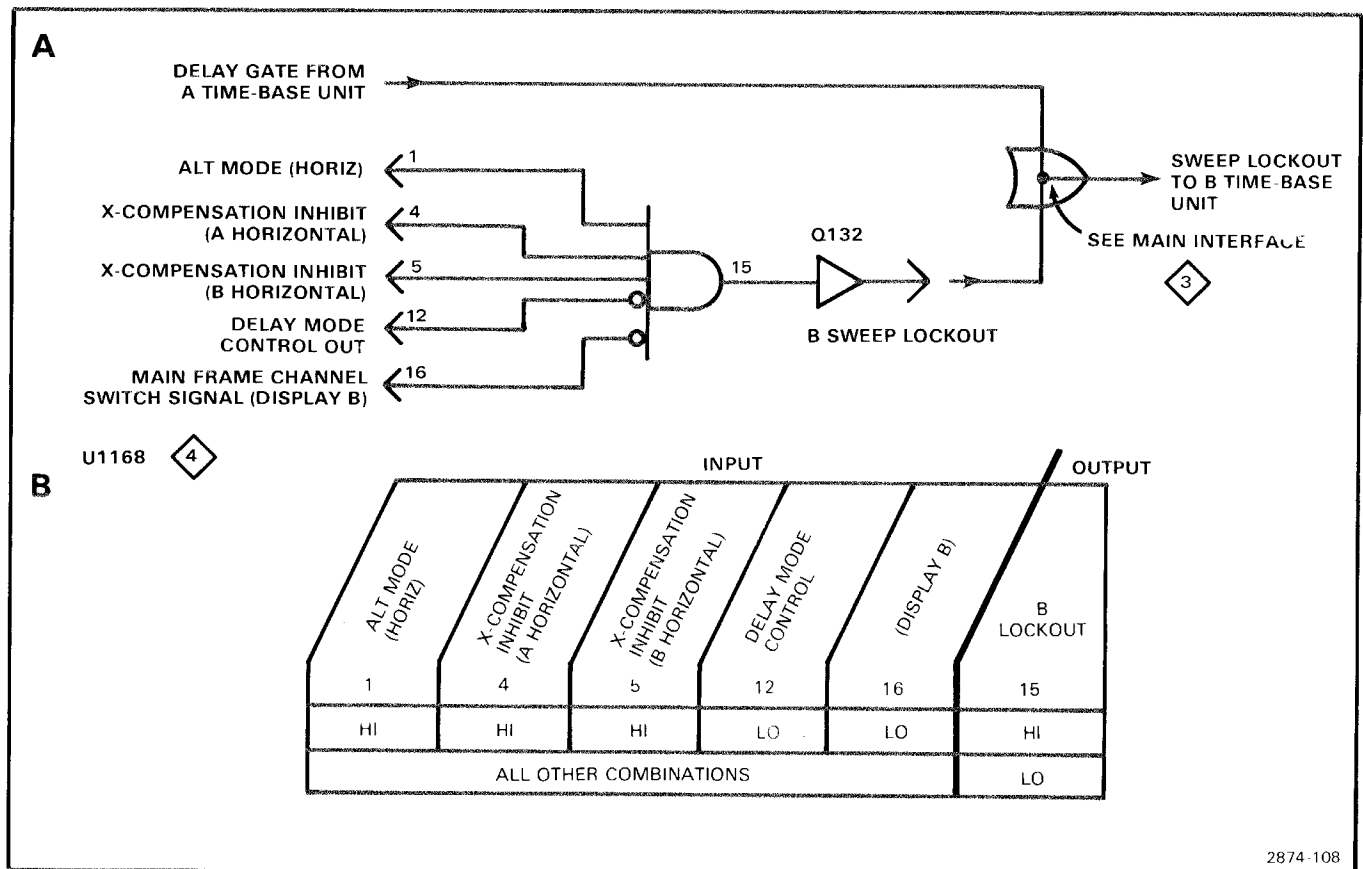 A
DELAY GATE FROM
A TIME-BASE UNIT
ALT MODE (HORIZ)
1
X-COMPENSATION INHIBIT
(A HORIZONTAL)
4
X-COMPENSATION INHIBIT
(B HORIZONTAL)
5
DELAY MODE
CONTROL OUT
12
MAIN FRAME CHANNEL
SWITCH SIGNAL (DISPLAY B)
16
15
Q132
B SWEEP LOCKOUT
SWEEP LOCKOUT
TO B TIME-BASE
UNIT
SEE MAIN INTERFACE
3
U1168
4
B
INPUT
OUTPUT
ALT MODE
(HORIZ)
X-COMPENSATION
INHIBIT
(A HORIZONTAL)
X-COMPENSATION
INHIBIT
(B HORIZONTAL)
DELAY MODE
CONTROL
(DISPLAY B)
B
LOCKOUT
1 4 5 12 16 15
HI HI HI LO LO HI
ALL OTHER COMBINATIONS LO
2874-108